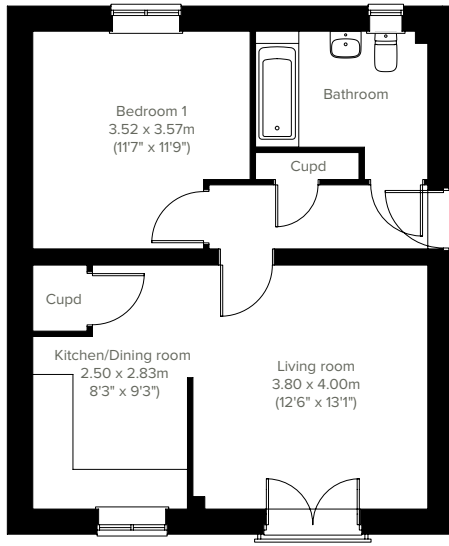 Bedroom 1
3.52 x 3.57m
(11'7" x 11'9")
Bathroom
Cupd
Cupd
Kitchen/Dining room
2.50 x 2.83m
8'3" x 9'3")
Living room
3.80 x 4.00m
(12'6" x 13'1")